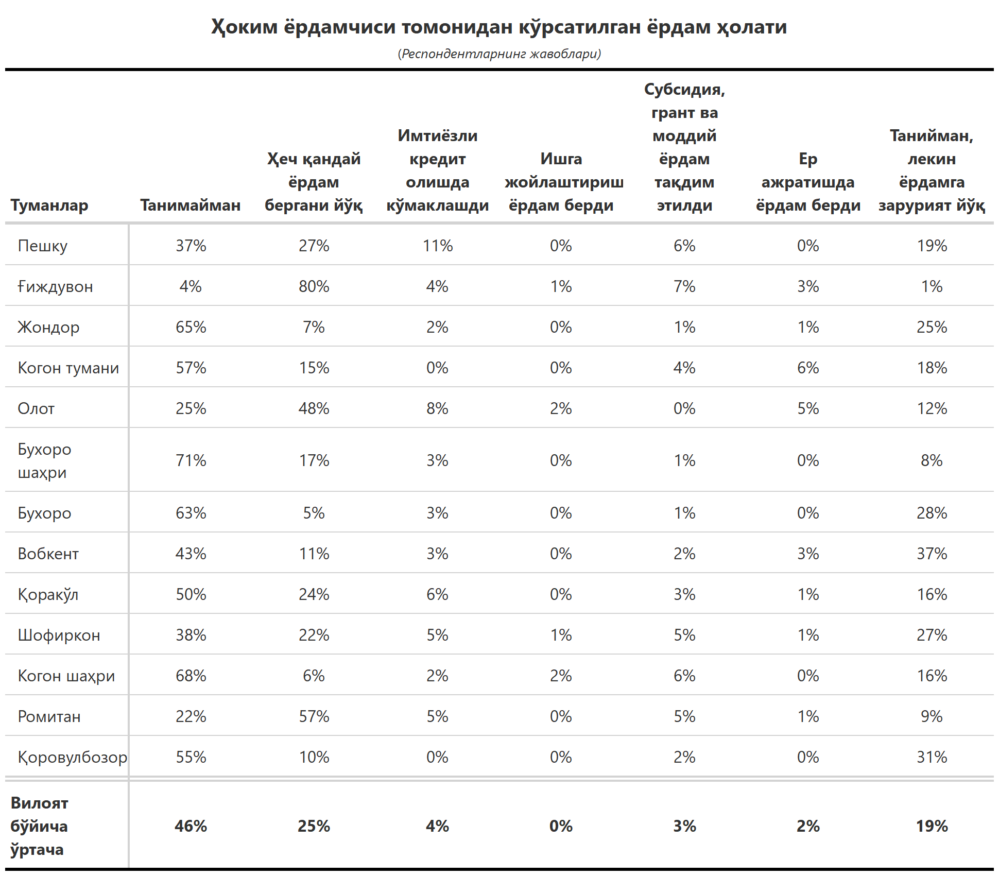 Ҳоким ёрдамчиси томонидан кўрсатилган ёрдам ҳолати
(Респондентларнинг жавоблари)
Туманлар Танимайман Ҳеч қандай ёрдам бергани йўқ Имтиёзли кредит олишда кўмаклашди Ишга жойлаштириш ёрдам берди Субсидия, грант ва моддий ёрдам тақдим этилди Ер ажратишда ёрдам берди Танийман, лекин ёрдамга зарурият йўқ
Пешку 37% 27% 11% 0% 6% 0% 19%
Ғиждувон 4% 80% 4% 1% 7% 3% 1%
Жондор 65% 7% 2% 0% 1% 1% 25%
Когон тумани 57% 15% 0% 0% 4% 6% 18%
Олот 25% 48% 8% 2% 0% 5% 12%
Бухоро шаҳри 71% 17% 3% 0% 1% 0% 8%
Бухоро 63% 5% 3% 0% 1% 0% 28%
Вобкент 43% 11% 3% 0% 2% 3% 37%
Қоракўл 50% 24% 6% 0% 3% 1% 16%
Шофиркон 38% 22% 5% 1% 5% 1% 27%
Когон шаҳри 68% 6% 2% 2% 6% 0% 16%
Ромитан 22% 57% 5% 0% 5% 1% 9%
Қоровулбозор 55% 10% 0% 0% 2% 0% 31%
Вилоят бўйича ўртача 46% 25% 4% 0% 3% 2% 19%